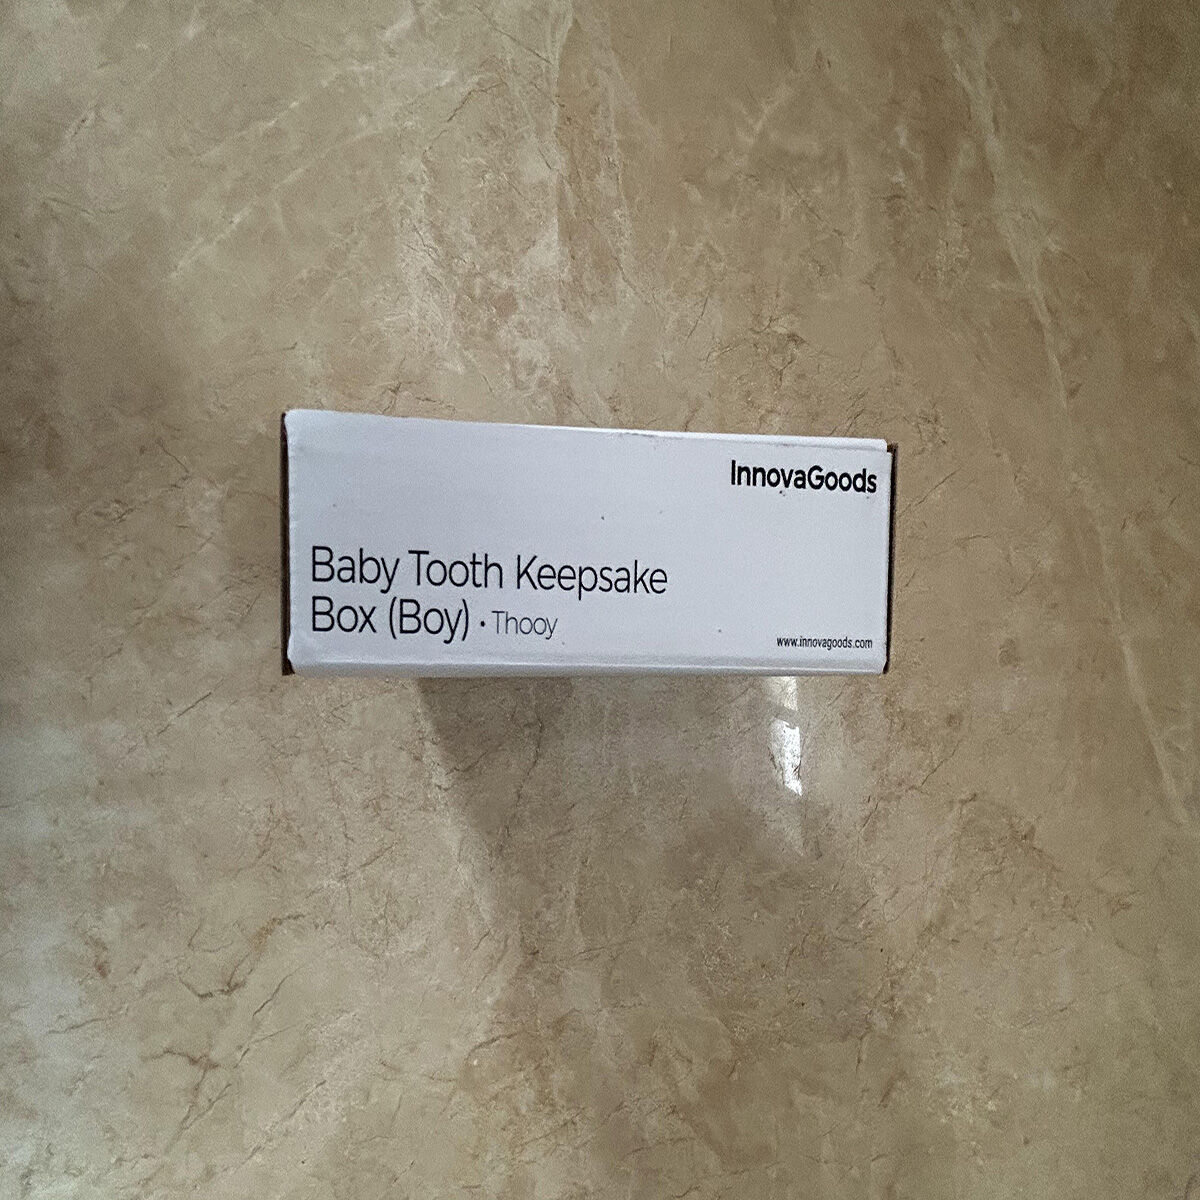 InnovaGoods
Baby Tooth Keepsake
Box (Boy) · Thooy
www.innovagoods.com